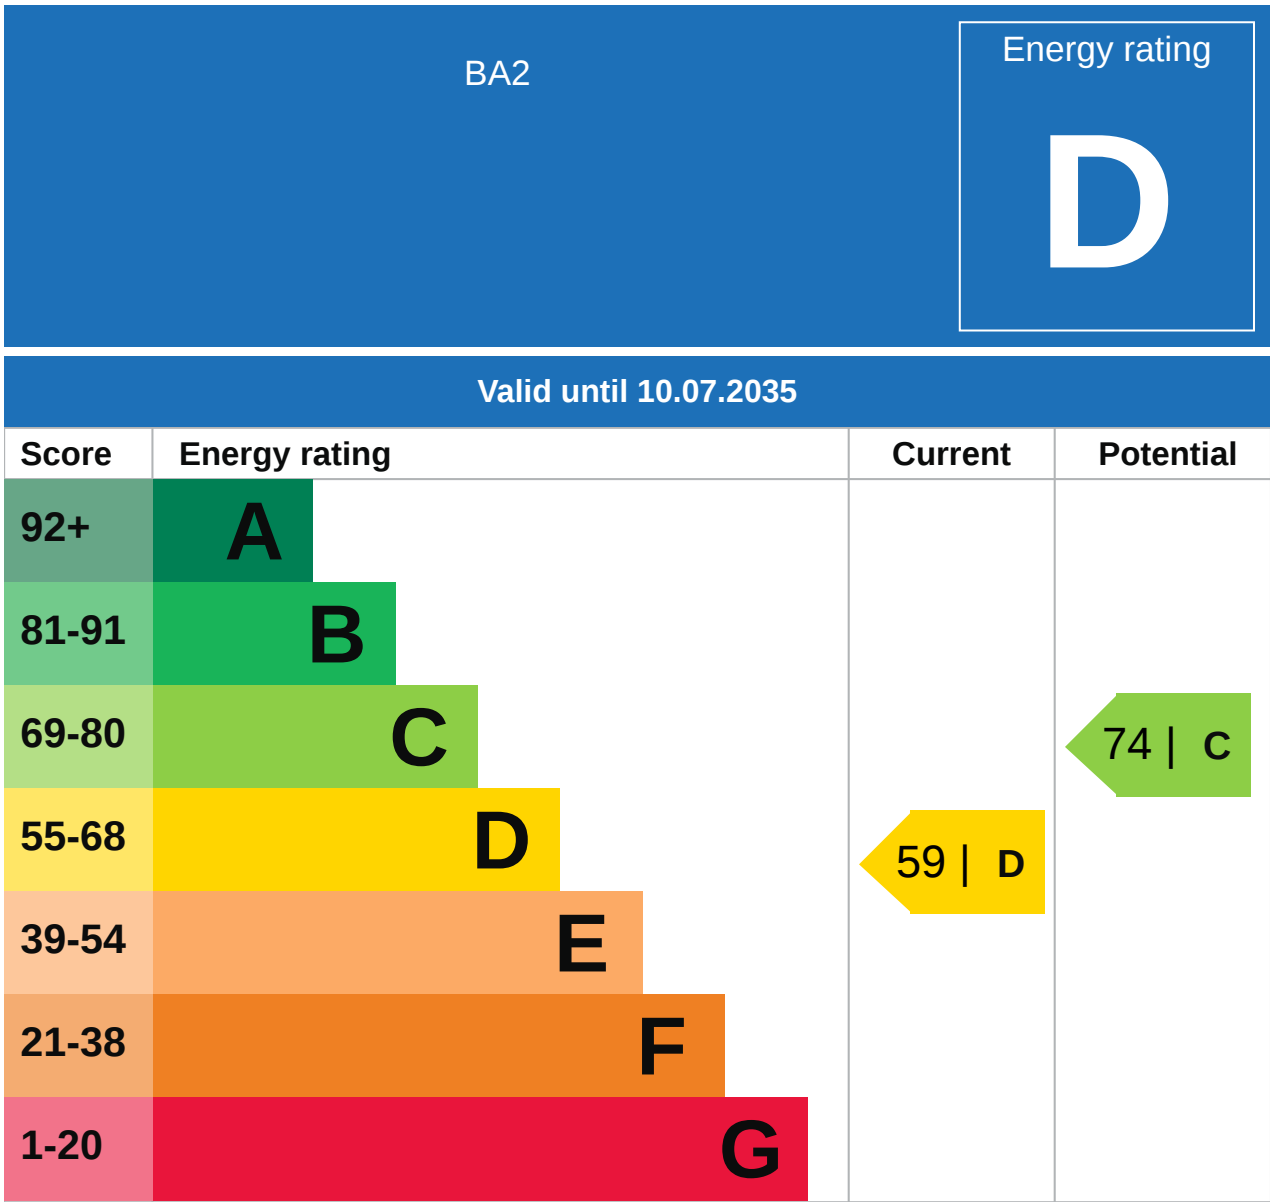 BA2
Energy rating
D
Valid until 10.07.2035
Score Energy rating Current Potential
92+ A
81-91 B
69-80 C
74 | C
55-68 D
59 | D
39-54 E
21-38 F
1-20 G